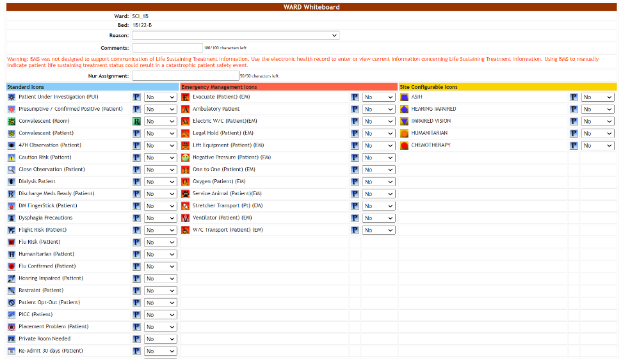 WARD Whiteboard
Ward: SCI_IB
Bed: 1S122-B
Reason:
Comments: 100/100 characters left
Warning: BMS was not designed to support communication of Life Sustaining Treatment Information. Use the electronic health record to enter or view current information concerning Life Sustaining Treatment Information. Using BMS to manually
indicate patient life sustaining treatment status could result in a catastrophic patient safety event.
Nur Assignment: 50/50 characters left
Standard Icons Emergency Management Icons Site Configurable Icons
Patient Under Investigation (PUI) No Evacuate (Patient) (EM) No ASIH No
Presumptive / Confirmed Positive (Patient) No Ambulatory Patient No HEARING IMPAIRED No
Convalescent (Room) No Electric W/C (Patient)(EM) No IMPAIRED VISION No
Convalescent (Patient) No Legal Hold (Patient) (EM) No HUMANITARIAN No
47H Observation (Patient) No Lift Equipment (Patient) (EM) No CHEMOTHERAPY No
Caution Risk (Patient) No Negative Pressure (Patient) (EM) No
Close Observation (Patient) No One to One (Patient) (EM) No
Dialysis Patient No Oxygen (Patient) (EM) No
Discharge Meds Ready (Patient) No Service Animal (Patient)(EM) No
DM FingerStick (Patient) No Stretcher Transport (Pt) (EM) No
Dysphagia Precautions No Ventilator (Patient) (EM) No
Flight Risk (Patient) No W/C Transport (Patient) (EM) No
Flu Risk (Patient) No
Humanitarian (Patient) No
Flu Confirmed (Patient) No
Hearing Impaired (Patient) No
Restraint (Patient) No
Patient Opt-Out (Patient) No
PICC (Patient) No
Placement Problem (Patient) No
Private Room Needed No
Re-Admit 30 days (Patient) No